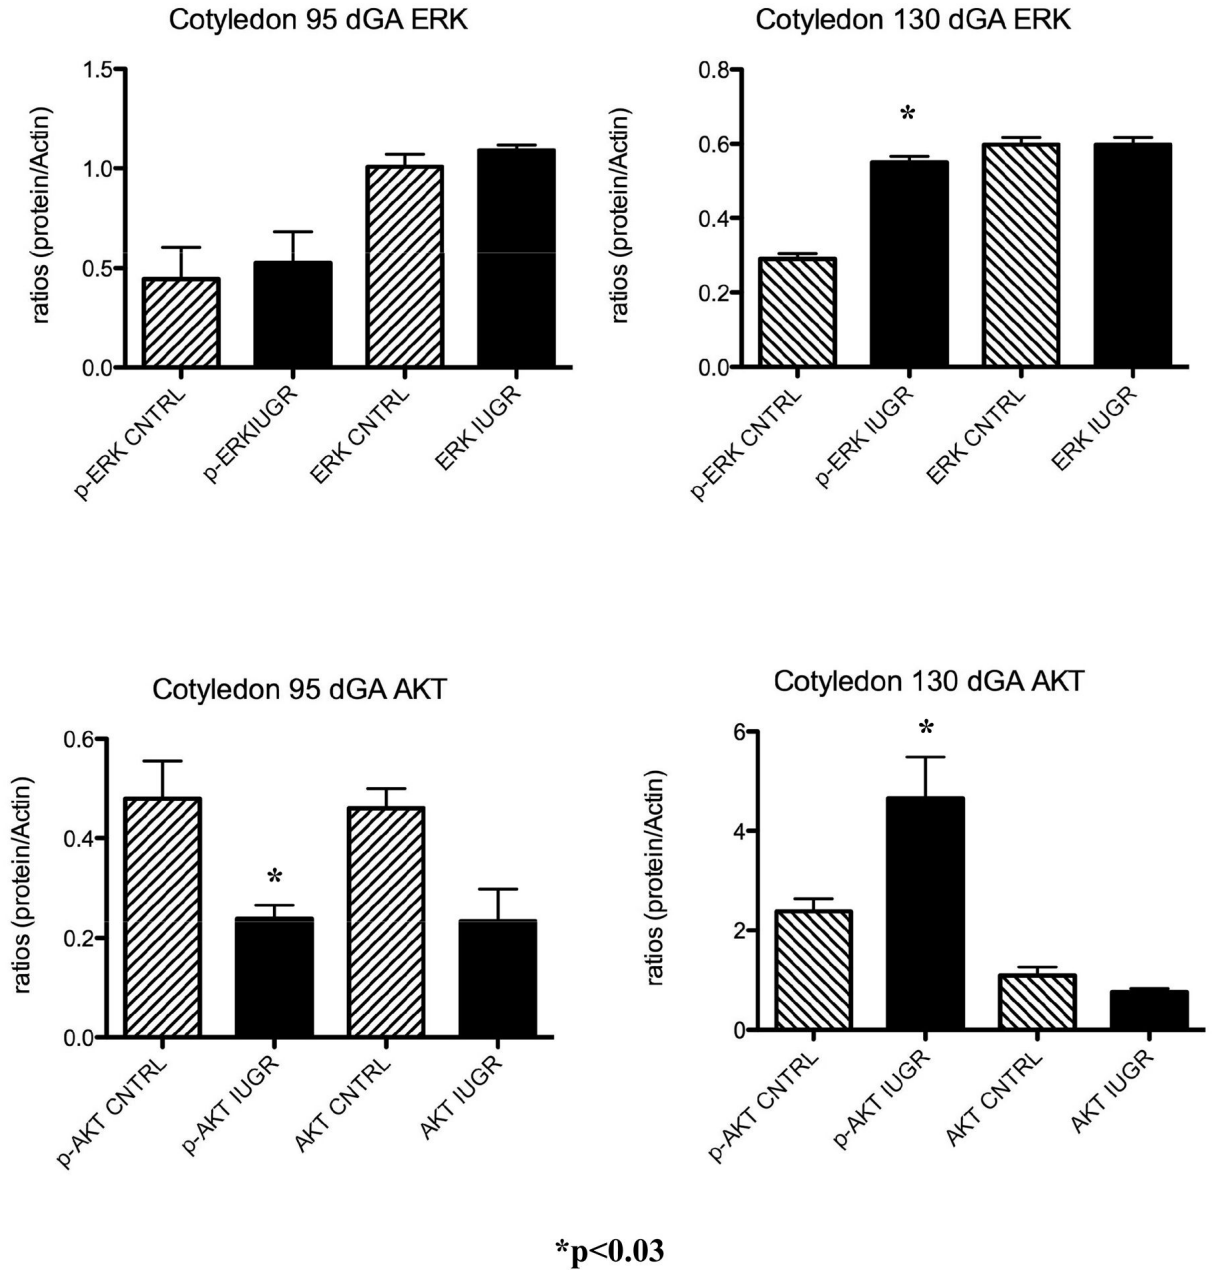 Cotyledon 95 dGA ERK
ratios (protein/Actin)
1.5
1.0
0.5
0.0
p-ERK CNTRL
p-ERKIUGR
ERK CNTRL
ERK IUGR
Cotyledon 130 dGA ERK
ratios (protein/Actin)
0.8
0.6
0.4
0.2
0.0
*
p-ERK CNTRL
p-ERK IUGR
ERK CNTRL
ERK IUGR
Cotyledon 95 dGA AKT
ratios (protein/Actin)
0.6
0.4
0.2
0.0
*
p-AKT CNTRL
p-AKT IUGR
AKT CNTRL
AKT IUGR
Cotyledon 130 dGA AKT
ratios (protein/Actin)
6
4
2
0
*
p-AKT CNTRL
p-AKT IUGR
AKT CNTRL
AKT IUGR
*p<0.03